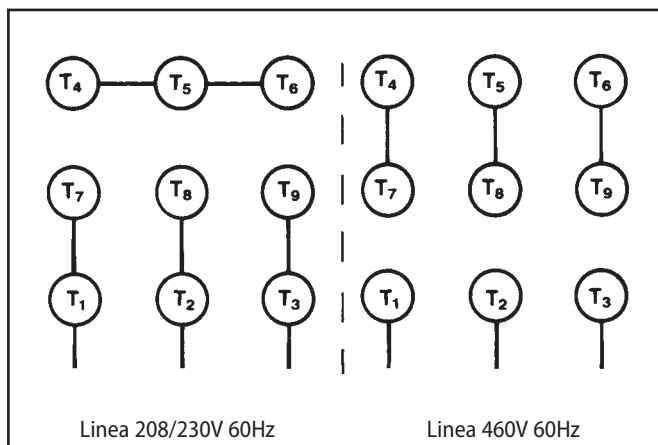 T4 T5 T6 T4 T5 T6
T7 T8 T9 T7 T8 T9
T1 T2 T3 T1 T2 T3
Linea 208/230V 60Hz Linea 460V 60Hz